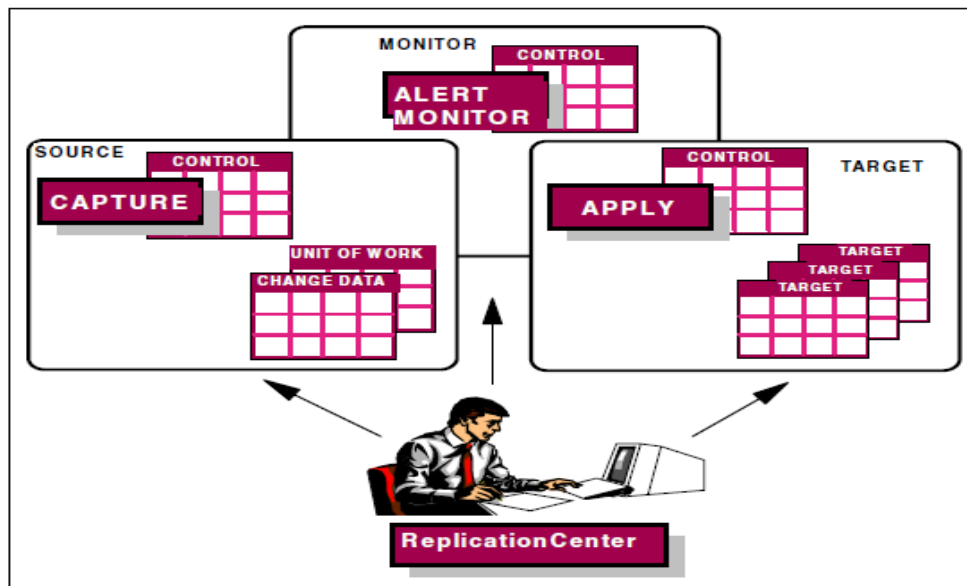 MONITOR
CONTROL
ALERT
MONITOR
SOURCE
CONTROL
CAPTURE
UNIT OF WORK
CHANGE DATA
CONTROL
TARGET
APPLY
TARGET
TARGET
TARGET
ReplicationCenter